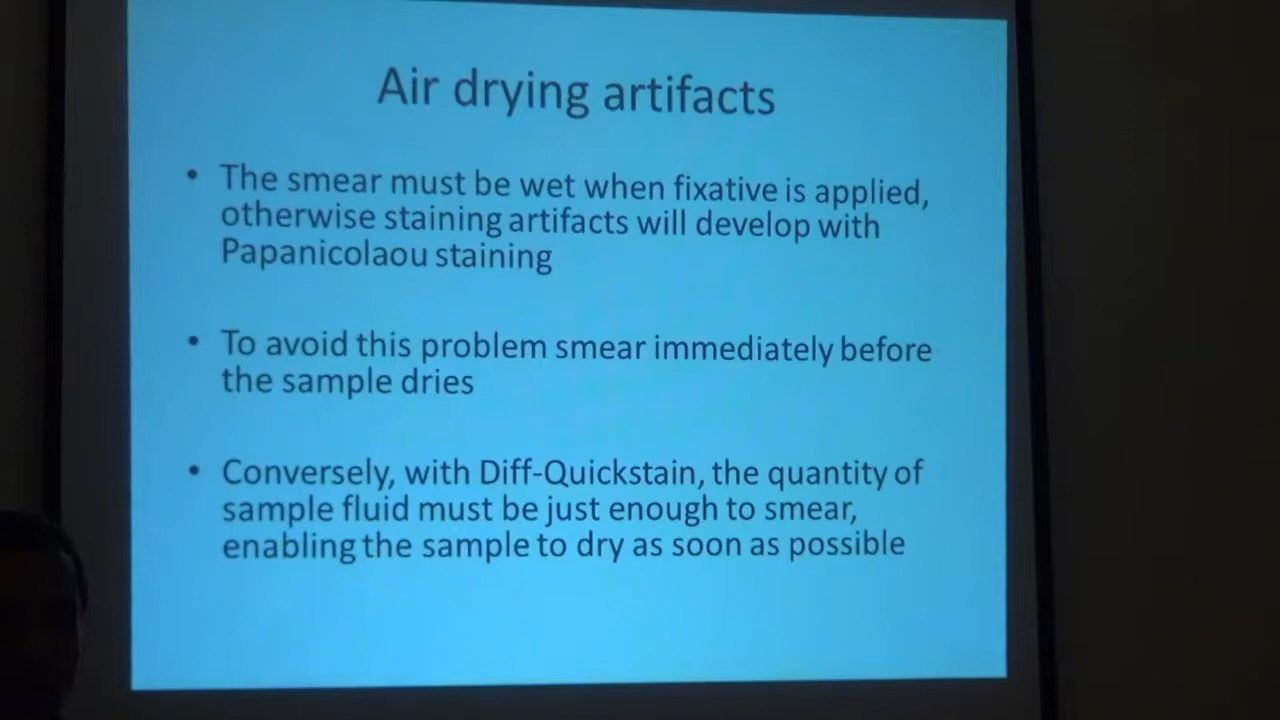 Air drying artifacts
• The smear must be wet when fixative is applied,
otherwise staining artifacts will develop with
Papanicolaou staining
• To avoid this problem smear immediately before
the sample dries
• Conversely, with Diff-Quickstain, the quantity of
sample fluid must be just enough to smear,
enabling the sample to dry as soon as possible